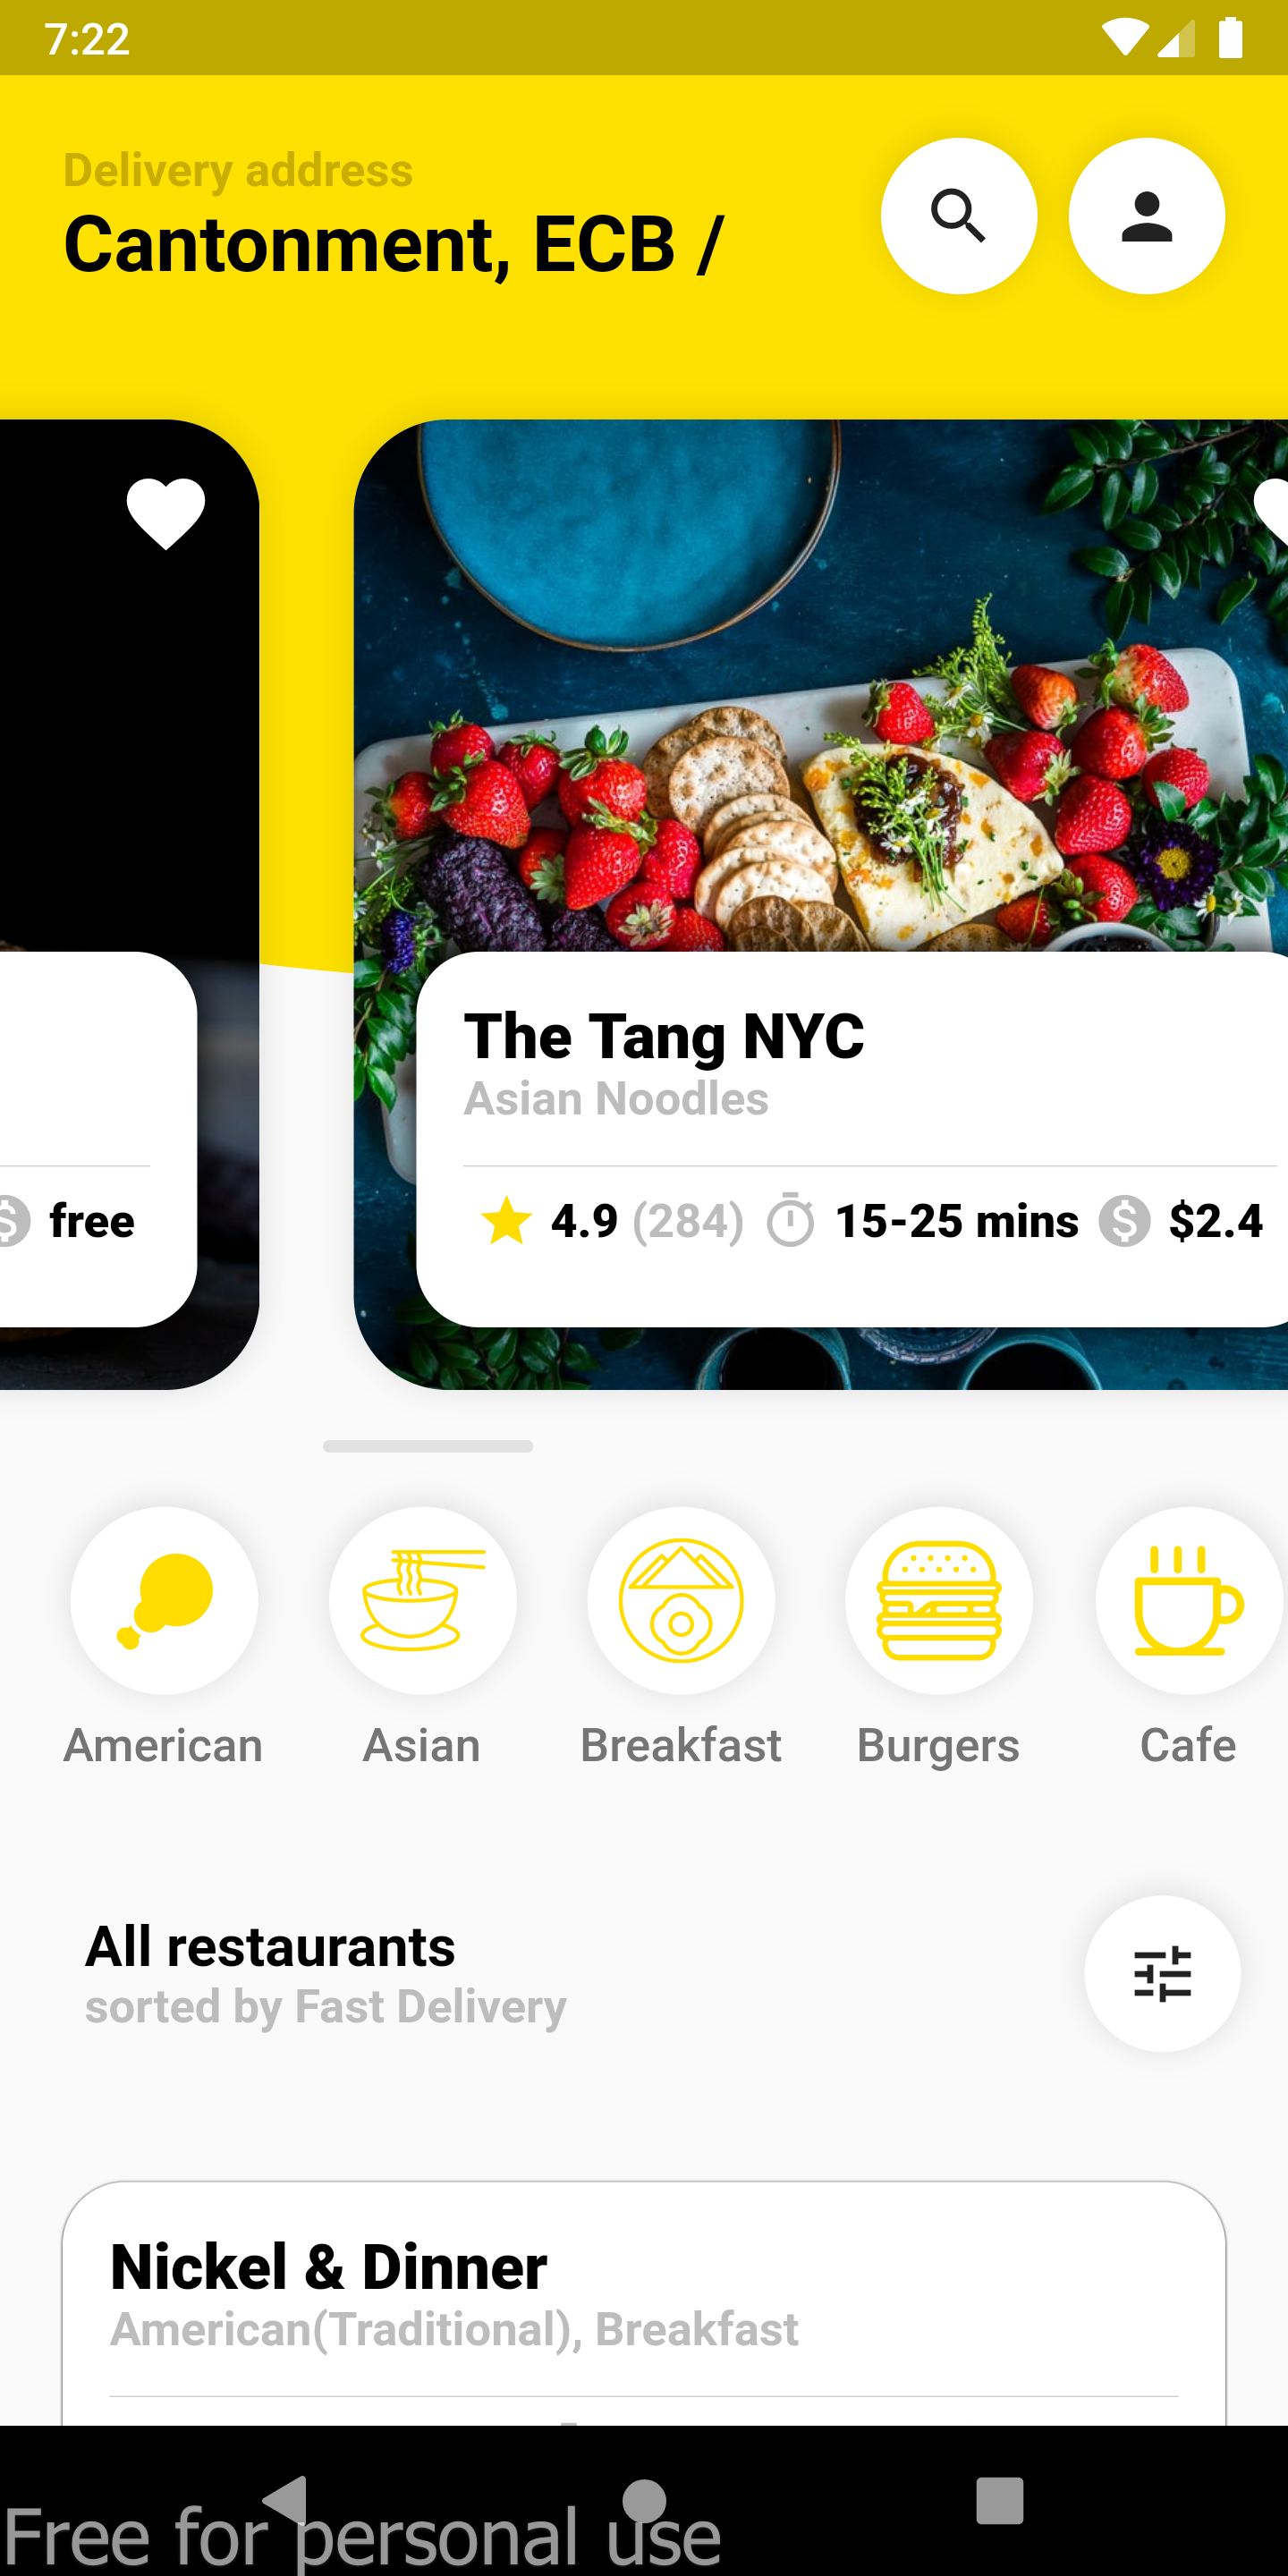 7:22
Delivery address
Cantonment, ECB /
The Tang NYC
Asian Noodles
free
4.9 (284) 15-25 mins $2.4
American Asian Breakfast Burgers Cafe
All restaurants
sorted by Fast Delivery
Nickel & Dinner
American(Traditional), Breakfast
Free for personal use